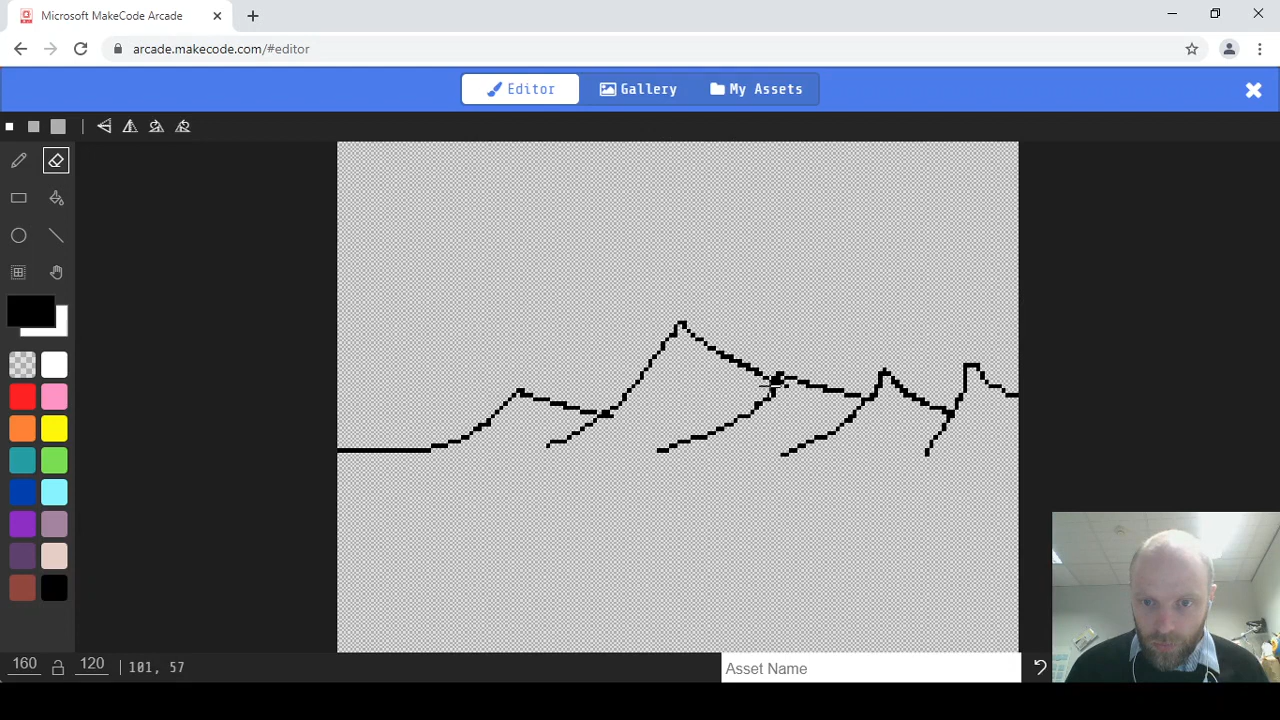 Microsoft MakeCode Arcade
arcade.makecode.com/#editor
Editor
Gallery
My Assets
160
120
101, 57
Asset Name